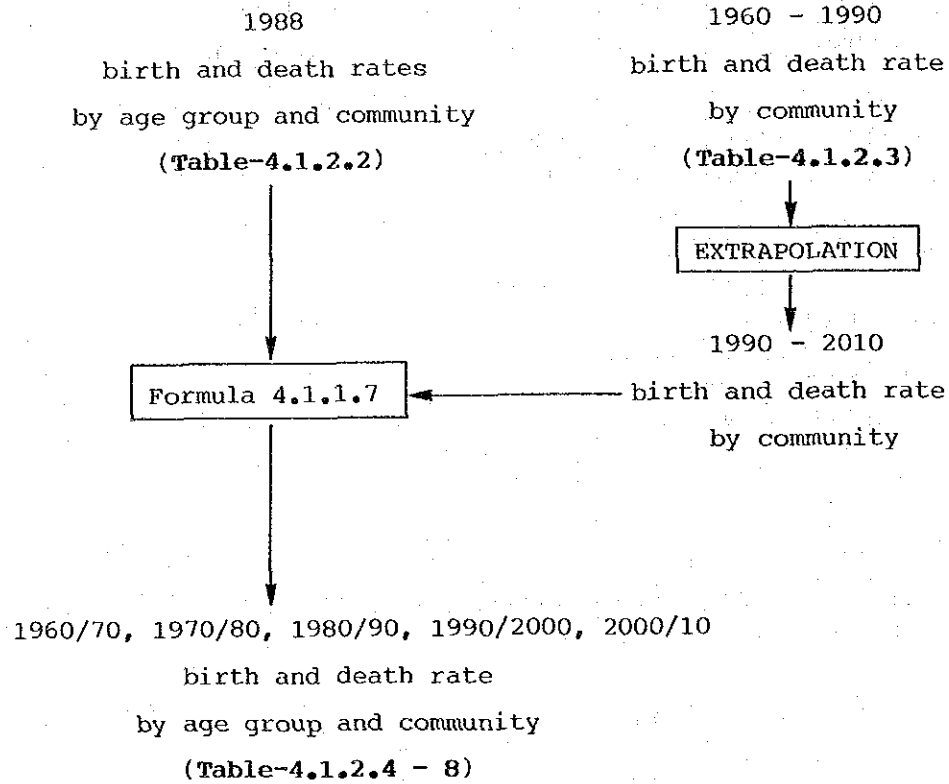 1988
birth and death rates
by age group and community
(Table-4.1.2.2)
1960 - 1990
birth and death rate
by community
(Table-4.1.2.3)
EXTRAPOLATION
1990 - 2010
birth and death rate
by community
Formula 4.1.1.7
1960/70, 1970/80, 1980/90, 1990/2000, 2000/10
birth and death rate
by age group and community
(Table-4.1.2.4 - 8)